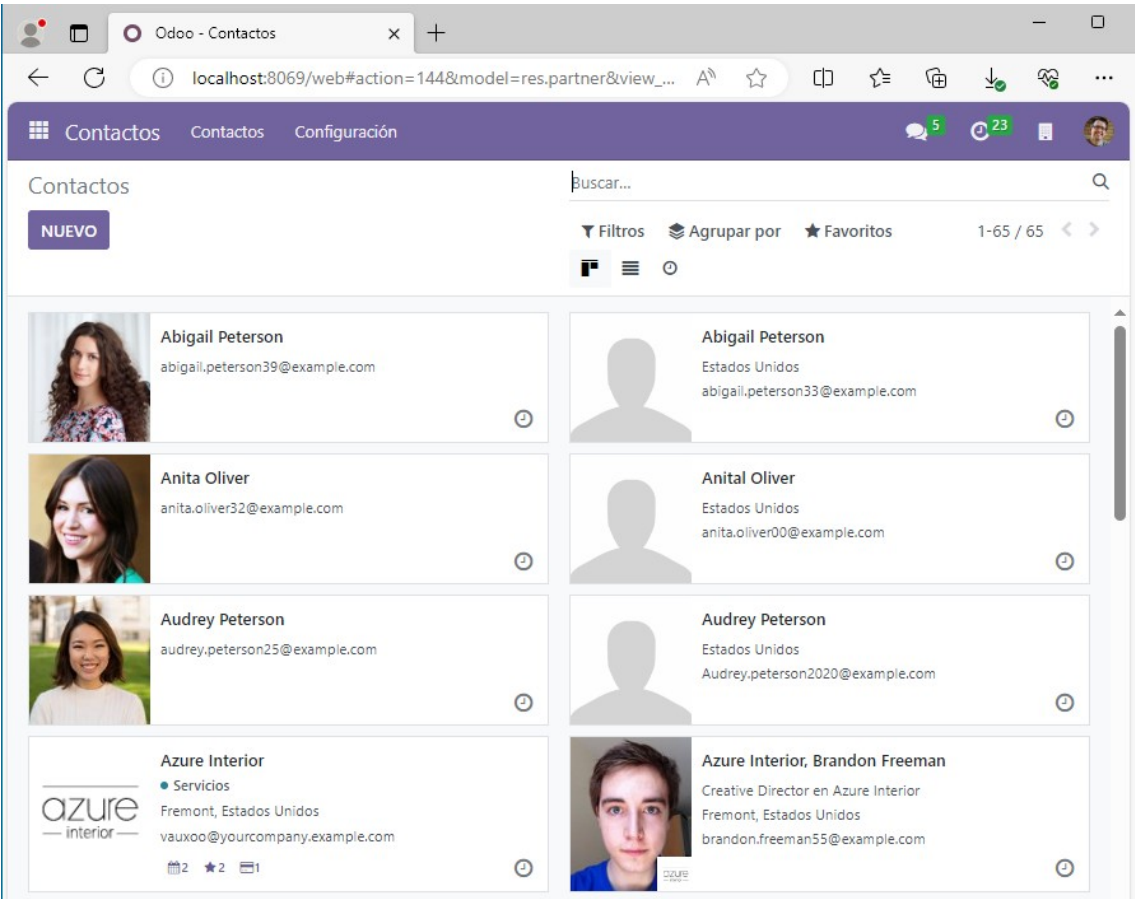 Odoo - Contactos
localhost:8069/web#action=144&model=res.partner&view_...
Contactos Contactos Configuración 5 23
Contactos
Buscar...
NUEVO
Filtros Agrupar por Favoritos 1-65 / 65
Abigail Peterson
abigail.peterson39@example.com
Abigail Peterson
Estados Unidos
abigail.peterson33@example.com
Anita Oliver
anita.oliver32@example.com
Anital Oliver
Estados Unidos
anita.oliver00@example.com
Audrey Peterson
audrey.peterson25@example.com
Audrey Peterson
Estados Unidos
Audrey.peterson2020@example.com
Azure Interior
Servicios
Fremont, Estados Unidos
vauxoo@yourcompany.example.com
2 2 1
azure
interior
Azure Interior, Brandon Freeman
Creative Director en Azure Interior
Fremont, Estados Unidos
brandon.freeman55@example.com
azure